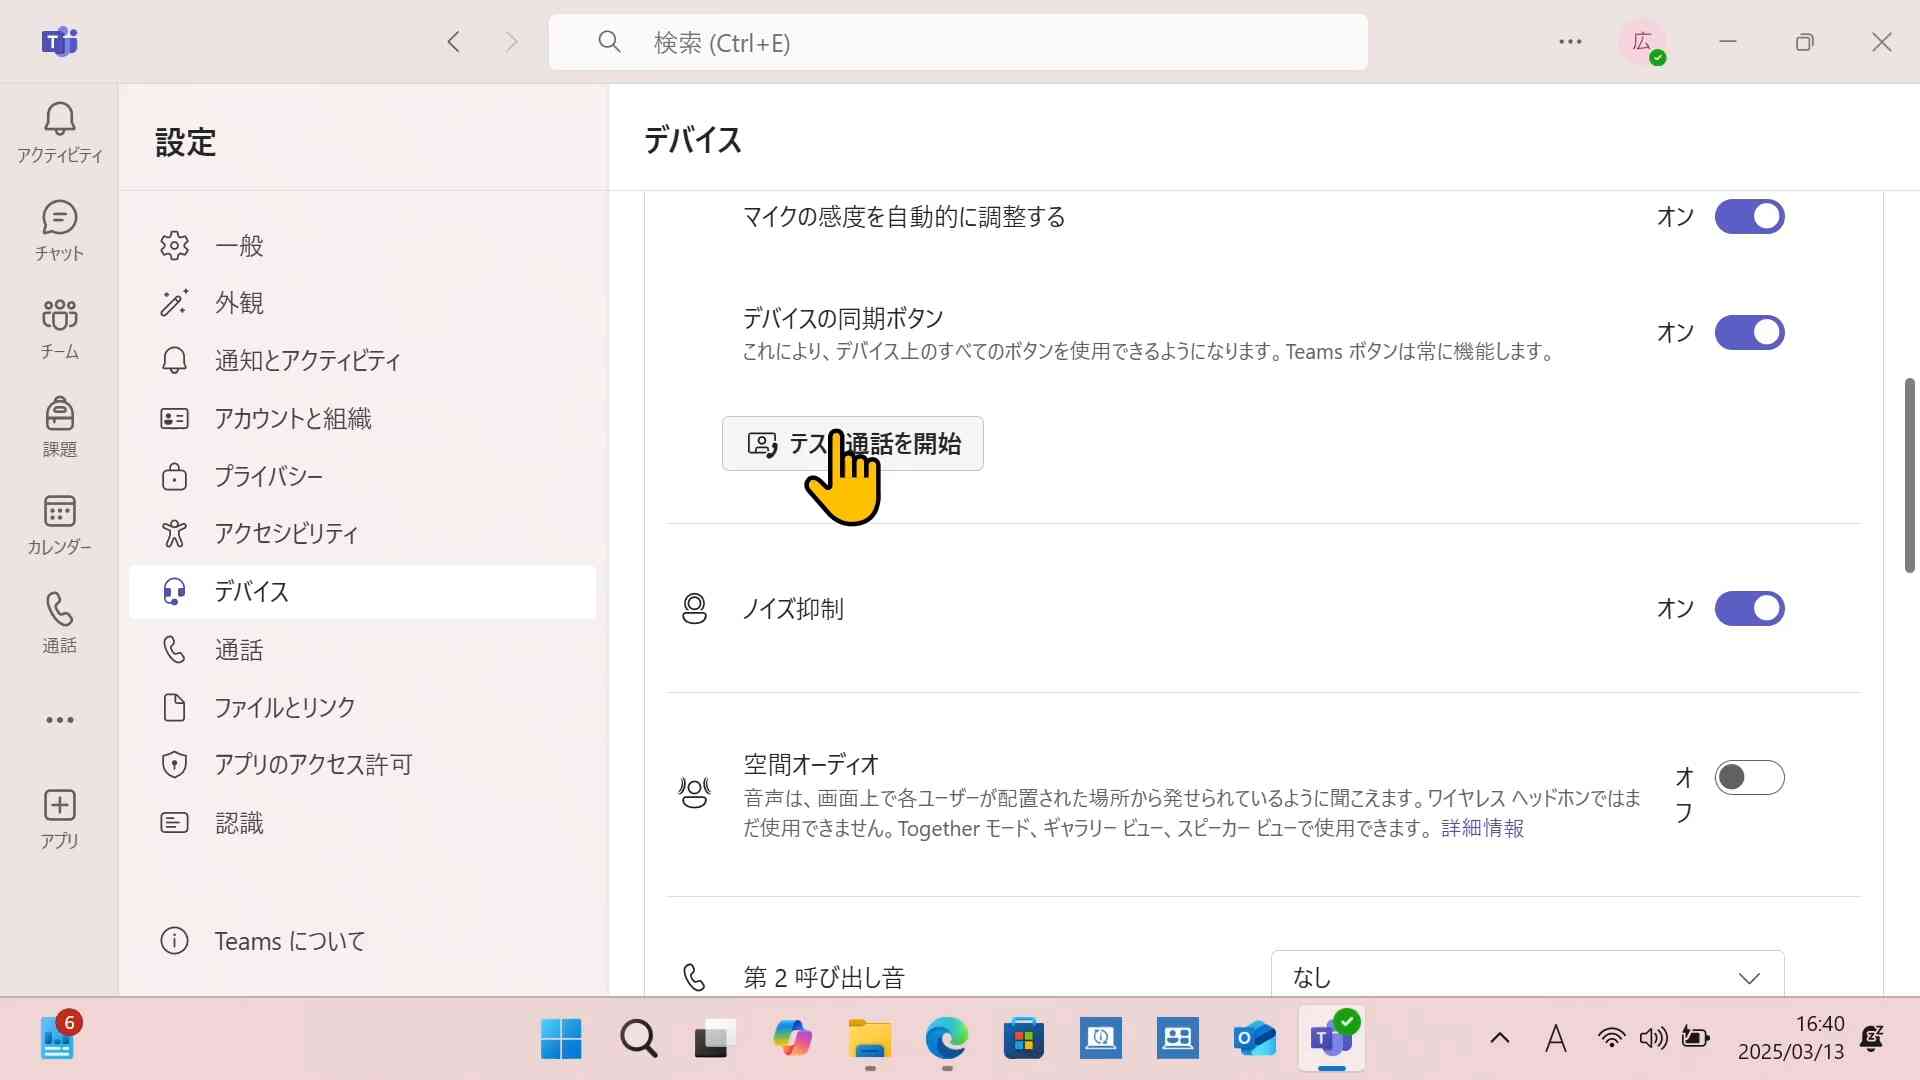 検索 (Ctrl+E)
広
アクティビティ
チャット
チーム
課題
カレンダー
通話
アプリ
設定
一般
外観
通知とアクティビティ
アカウントと組織
プライバシー
アクセシビリティ
デバイス
通話
ファイルとリンク
アプリのアクセス許可
認識
Teams について
デバイス
マイクの感度を自動的に調整する
オン
デバイスの同期ボタン
これにより、デバイス上のすべてのボタンを使用できるようになります。Teams ボタンは常に機能します。
オン
テス 通話を開始
ノイズ抑制
オン
空間オーディオ
音声は、画面上で各ユーザーが配置された場所から発せられているように聞こえます。ワイヤレス ヘッドホンではま
だ使用できません。Together モード、ギャラリー ビュー、スピーカー ビューで使用できます。 詳細情報
オ
フ
第 2 呼び出し音
なし
6
A
16:40
2025/03/13